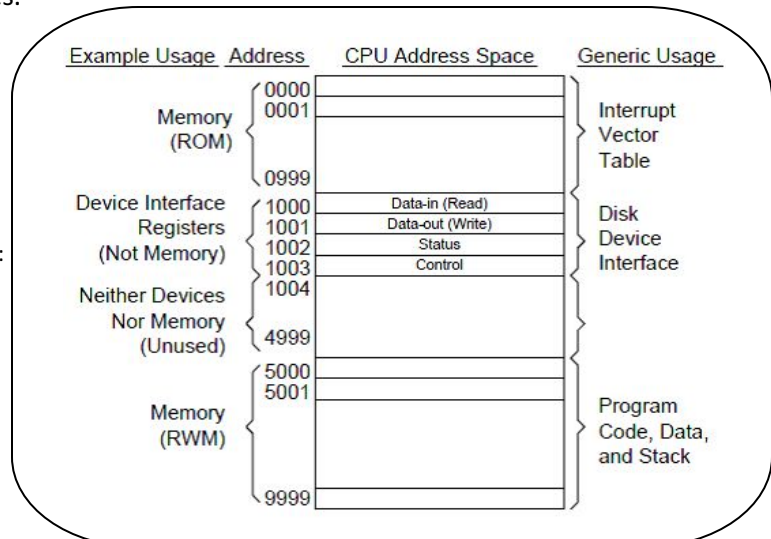 Example Usage Address CPU Address Space Generic Usage
Memory
(ROM)
0000
0001
0999
Interrupt
Vector
Table
Device Interface
Registers
(Not Memory)
1000
1001
1002
1003
Data-in (Read)
Data-out (Write)
Status
Control
Disk
Device
Interface
:
Neither Devices
Nor Memory
(Unused)
1004
4999
Memory
(RWM)
5000
5001
9999
Program
Code, Data,
and Stack